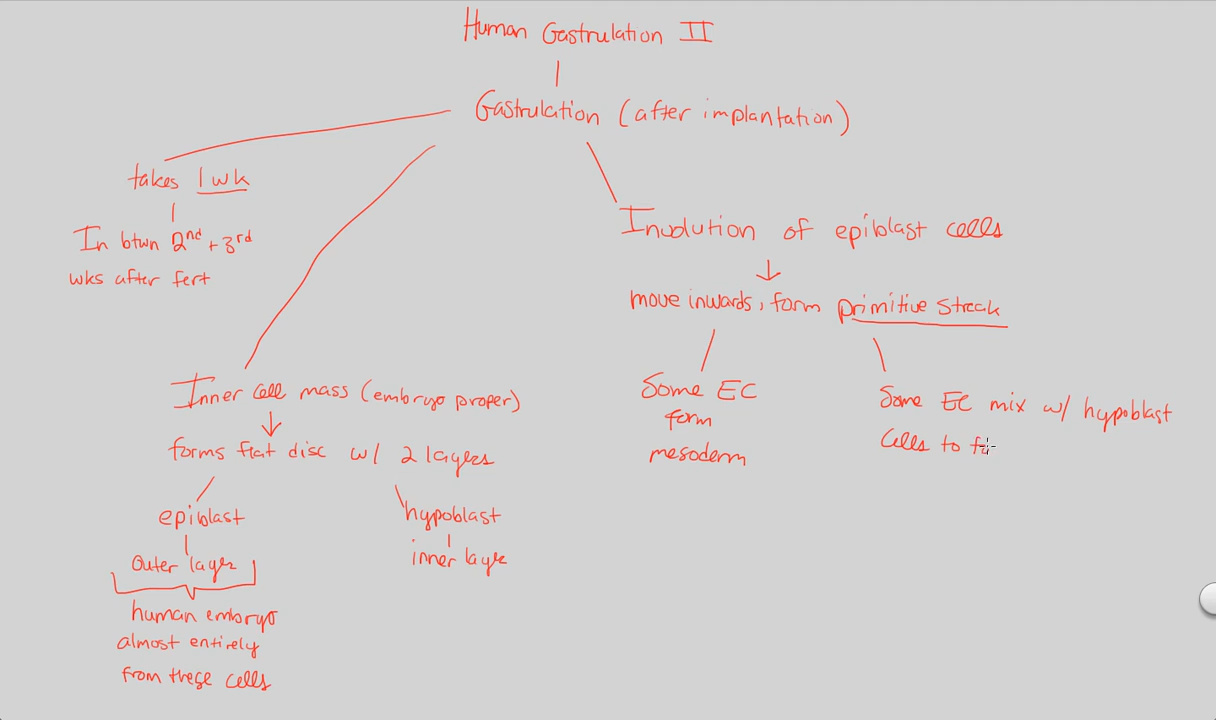 Human Gastrulation II
Gastrulation (after implantation)
takes 1 wk
In btwn 2nd + 3rd
wks after fert
Involution of epiblast cells
move inwards, form primitive streak
Inner cell mass (embryo proper)
forms flat disc w/ 2 layers
epiblast
outer layer
human embryo
almost entirely
from these cells
hypoblast
inner layer
Some EC
form
mesoderm
Some EC mix w/ hypoblast
cells to fo